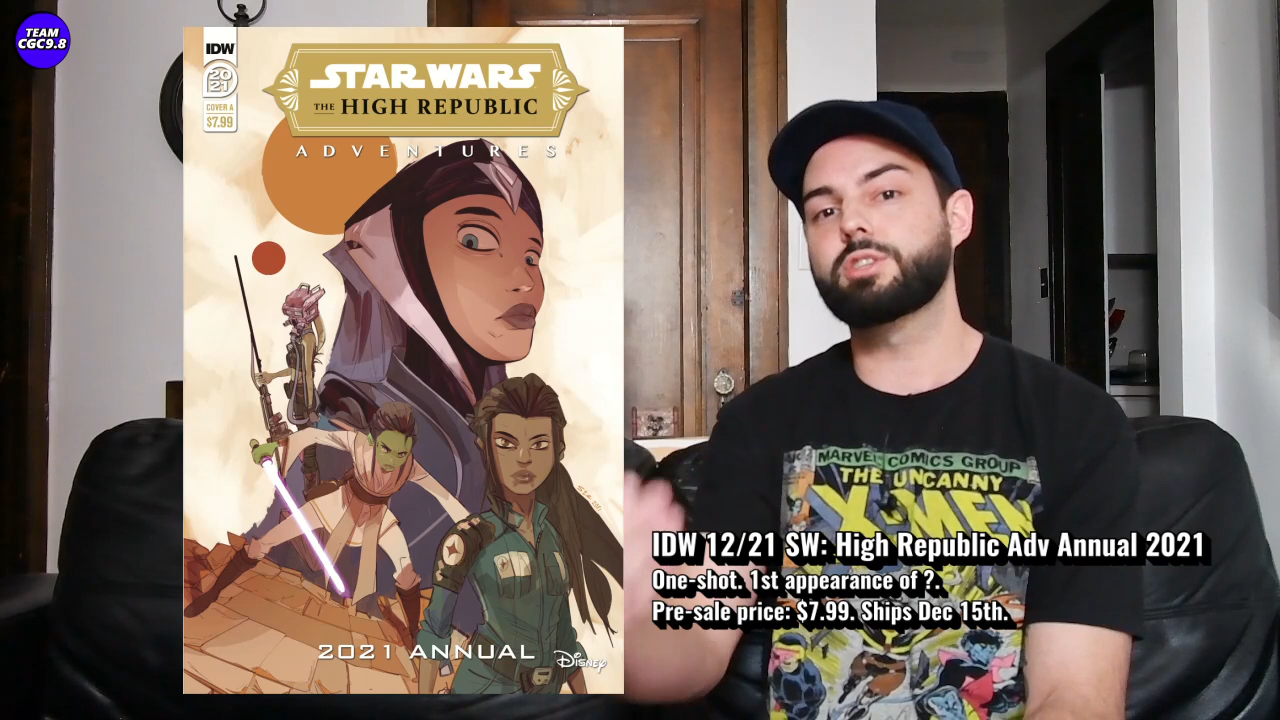 TEAM
CGC9.8
IDW
20
21
COVER A
$7.99
STAR WARS
THE HIGH REPUBLIC
ADVENTURES
2021 ANNUAL
Disney
MARVEL COMICS GROUP
THE UNCANNY
X-MEN
IDW 12/21 SW: High Republic Adv Annual 2021
One-shot. 1st appearance of ?.
Pre-sale price: $7.99. Ships Dec 15th.